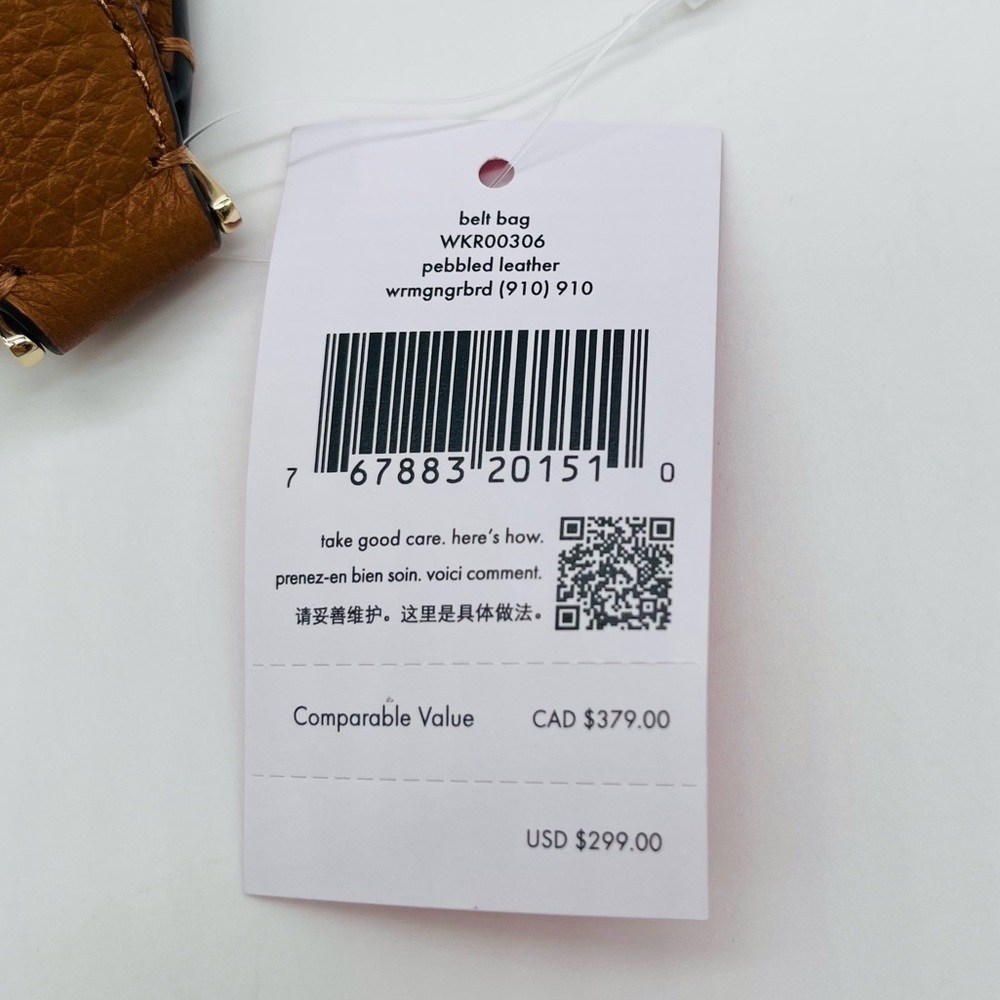 belt bag
WKR00306
pebbled leather
wrmgngrbrd (910) 910
7 67883 20151 0
take good care. here's how.
prenez-en bien soin. voici comment.
请妥善维护。这里是具体做法。
Comparable Value CAD $379.00
USD $299.00